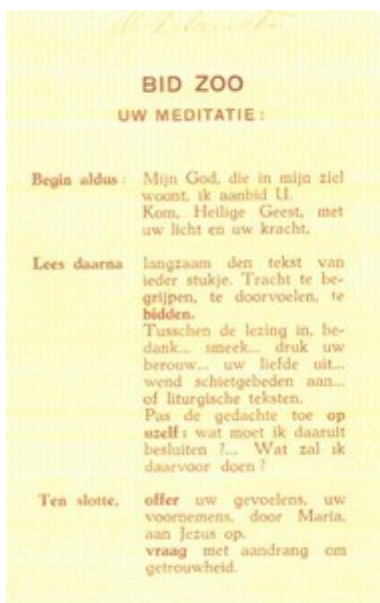 BID ZOO
UW MEDITATIE :
Begin aldus : Mijn God, die in mijn ziel
woont, ik aanbid U.
Kom, Heilige Geest, met
uw licht en uw kracht.
Lees daarna langzaam den tekst van
ieder stukje. Tracht te be-
grijpen, te doorvoelen, te
bidden.
Tusschen de lezing in, be-
dank... smeek... druk uw
berouw... uw liefde uit...
wend schietgebeden aan...
of liturgische teksten.
Pas de gedachte toe op
uzelf : wat moet ik daaruit
besluiten ?... Wat zal ik
daarvoor doen ?
Ten slotte, offer uw gevoelens, uw
voornemens, door Maria,
aan Jezus op.
vraag met aandrang om
getrouwheid.